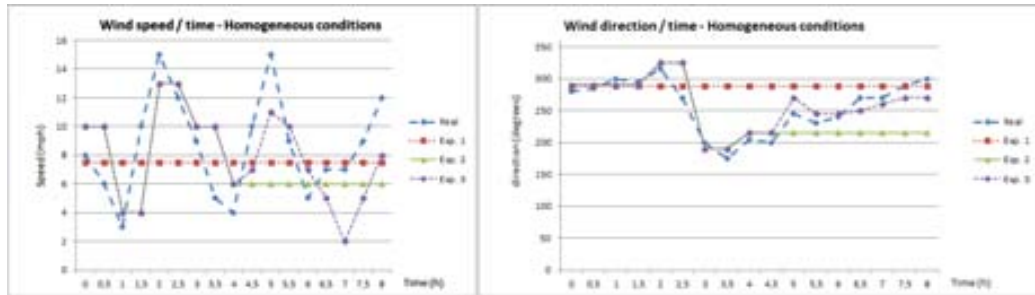 Wind speed / time - Homogeneous conditions
16
14
12
10
8
6
4
2
0
Speed (mph)
0 0,5 1 1,5 2 2,5 3 3,5 4 4,5 5 5,5 6 6,5 7 7,5 8
Time (h)
Real
Exp. 1
Exp. 2
Exp. 3
Wind direction / time - Homogeneous conditions
350
300
250
200
150
100
50
0
direction (degrees)
0 0,5 1 1,5 2 2,5 3 3,5 4 4,5 5 5,5 6 6,5 7 7,5 8
Time (h)
Real
Exp. 1
Exp. 2
Exp. 3